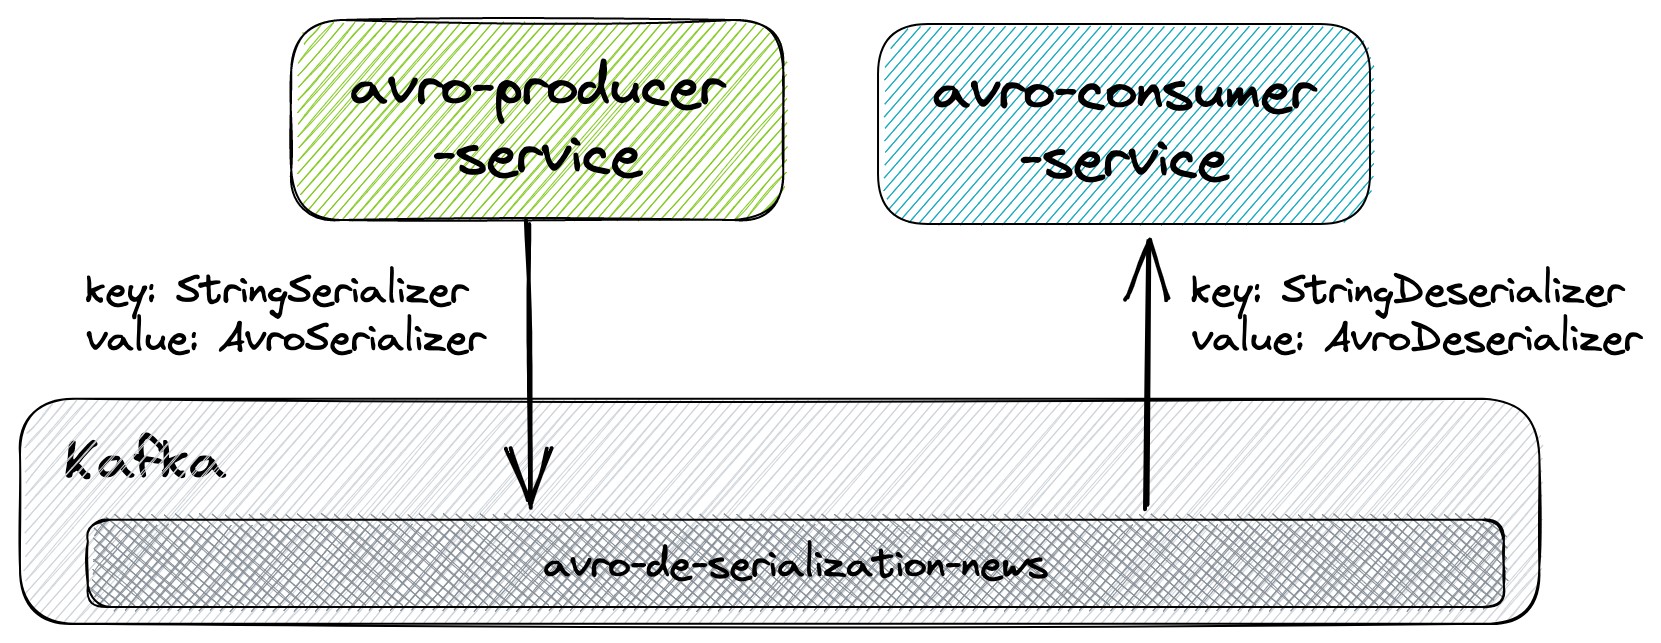 avro-producer
-service
avro-consumer
-service
key: StringSerializer
value: AvroSerializer
key: StringDeserializer
value: AvroDeserializer
Kafka
avro-de-serialization-news